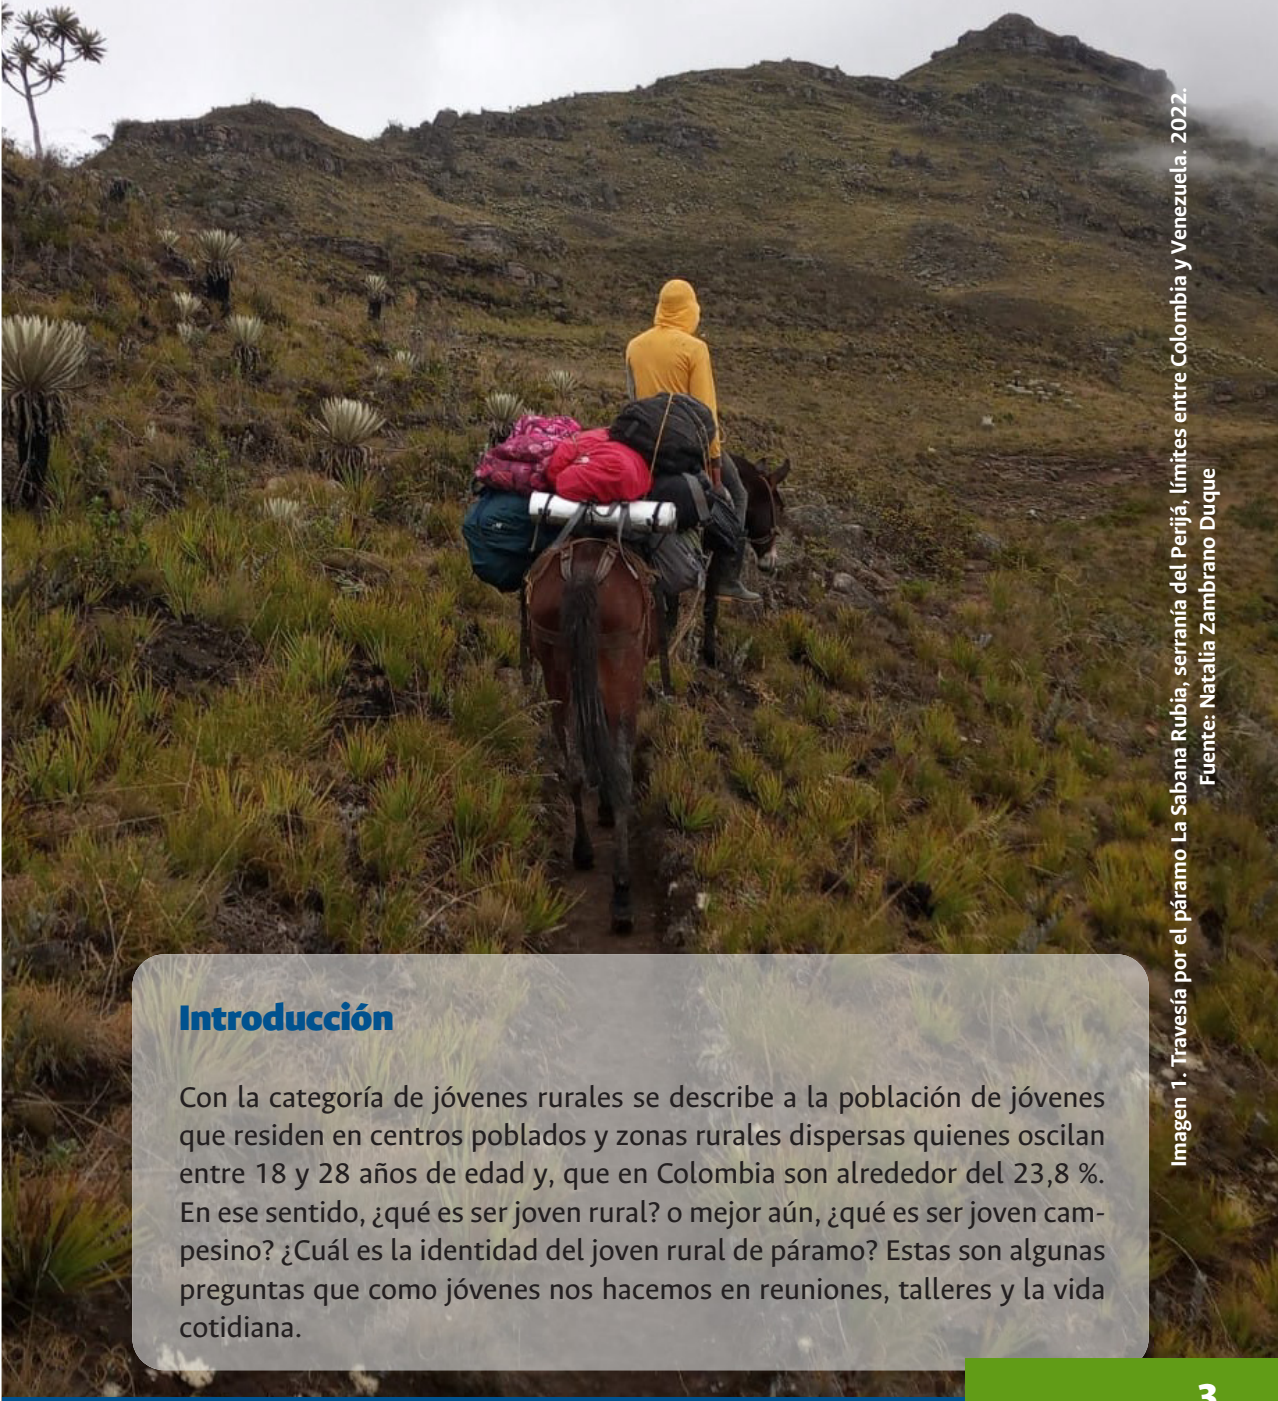 Imagen 1. Travesía por el páramo La Sabana Rubia, serranía del Perijá, límites entre Colombia y Venezuela. 2022.
Fuente: Natalia Zambrano Duque
Introducción
Con la categoría de jóvenes rurales se describe a la población de jóvenes
que residen en centros poblados y zonas rurales dispersas quienes oscilan
entre 18 y 28 años de edad y, que en Colombia son alrededor del 23,8 %.
En ese sentido, ¿qué es ser joven rural? o mejor aún, ¿qué es ser joven cam-
pesino? ¿Cuál es la identidad del joven rural de páramo? Estas son algunas
preguntas que como jóvenes nos hacemos en reuniones, talleres y la vida
cotidiana.
3